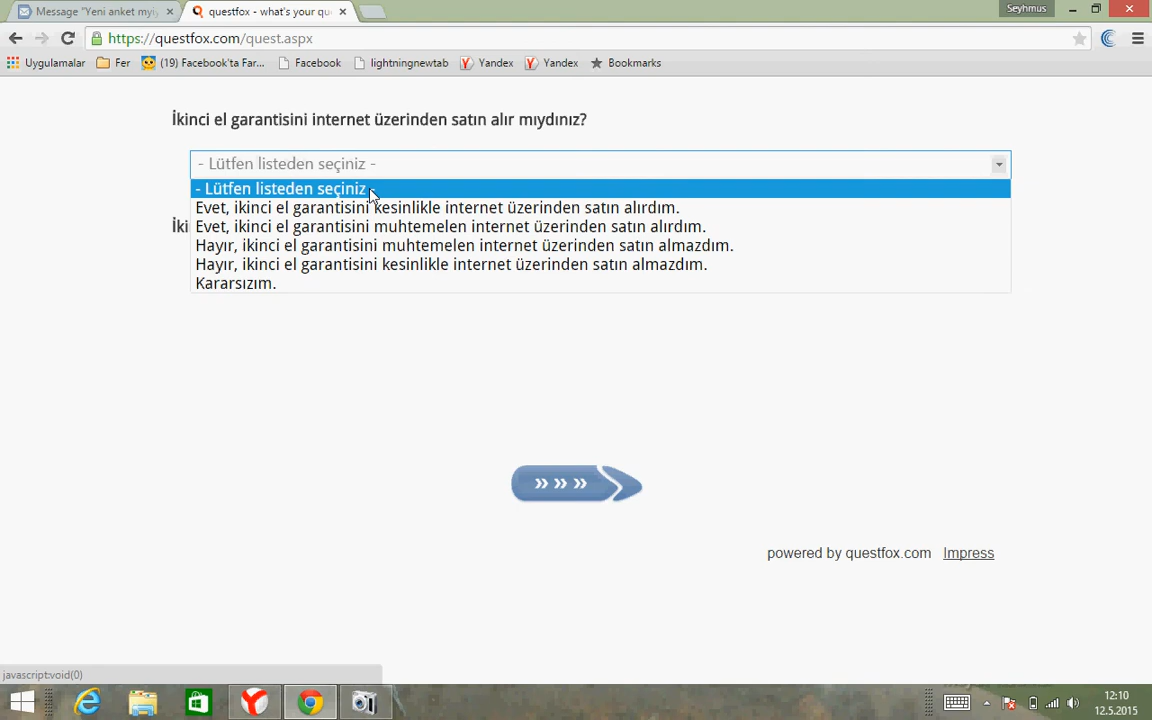 Message "Yeni anket
questfox - what's your qu
Seyhmus
https://questfox.com/quest.aspx
Uygulamalar
Fer
(19) Facebook'ta Far...
Facebook
lightningnewtab
Yandex
Yandex
Bookmarks
İkinci el garantisini internet üzerinden satın alır mıydınız?
- Lütfen listeden seçiniz -
- Lütfen listeden seçiniz -
Evet, ikinci el garantisini kesinlikle internet üzerinden satın alırdım.
İki
Evet, ikinci el garantisini muhtemelen internet üzerinden satın alırdım.
Hayır, ikinci el garantisini muhtemelen internet üzerinden satın almazdım.
Hayır, ikinci el garantisini kesinlikle internet üzerinden satın almazdım.
Kararsızım.
powered by questfox.com Impress
javascript:void(0)
12:10
12.5.2015